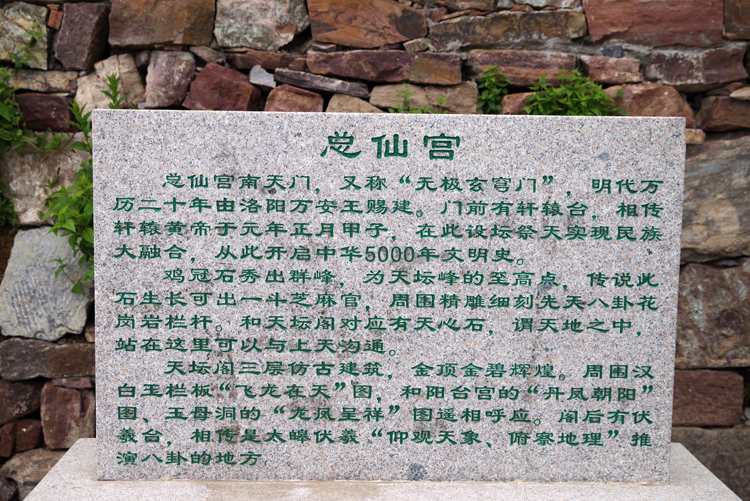 总仙宫
总仙宫南天门，又称“无极玄穹门”，明代万
历二十年由洛阳万安王赐建。门前有轩辕台，相传
轩辕黄帝于元年正月甲子，在此设坛祭天实现民族
大融合，从此开启中华5000年文明史。
鸡冠石秀出群峰，为天坛峰的至高点，传说此
石生长可出一斗芝麻官，周围精雕细刻先天八卦花
岗岩栏杆。和天坛阁对应有天心石，谓天地之中，
站在这里可以与上天沟通。
天坛阁三层仿古建筑，金顶金碧辉煌。周围汉
白玉栏板“飞龙在天”图，和阳台宫的“丹凤朝阳”
图、王母洞的“龙凤呈祥”图遥相呼应。阁后有伏
羲台，相传是太皞伏羲“仰观天象、俯察地理”推
演八卦的地方